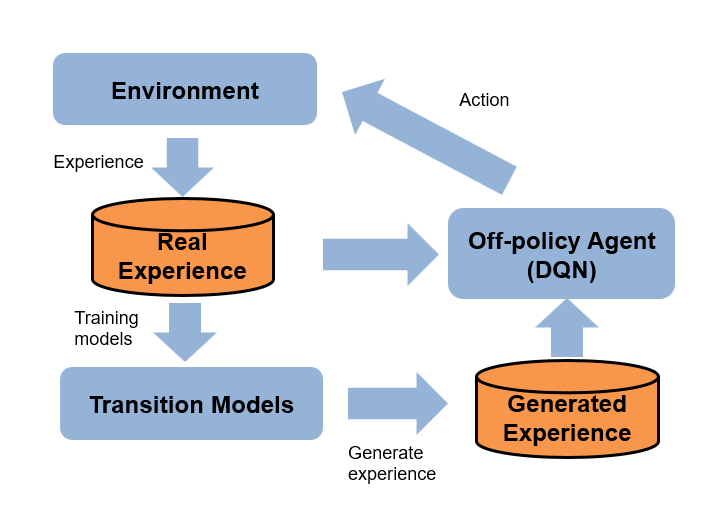 Environment
Action
Experience
Real
Experience
Off-policy Agent
(DQN)
Training
models
Transition Models
Generated
Experience
Generate
experience